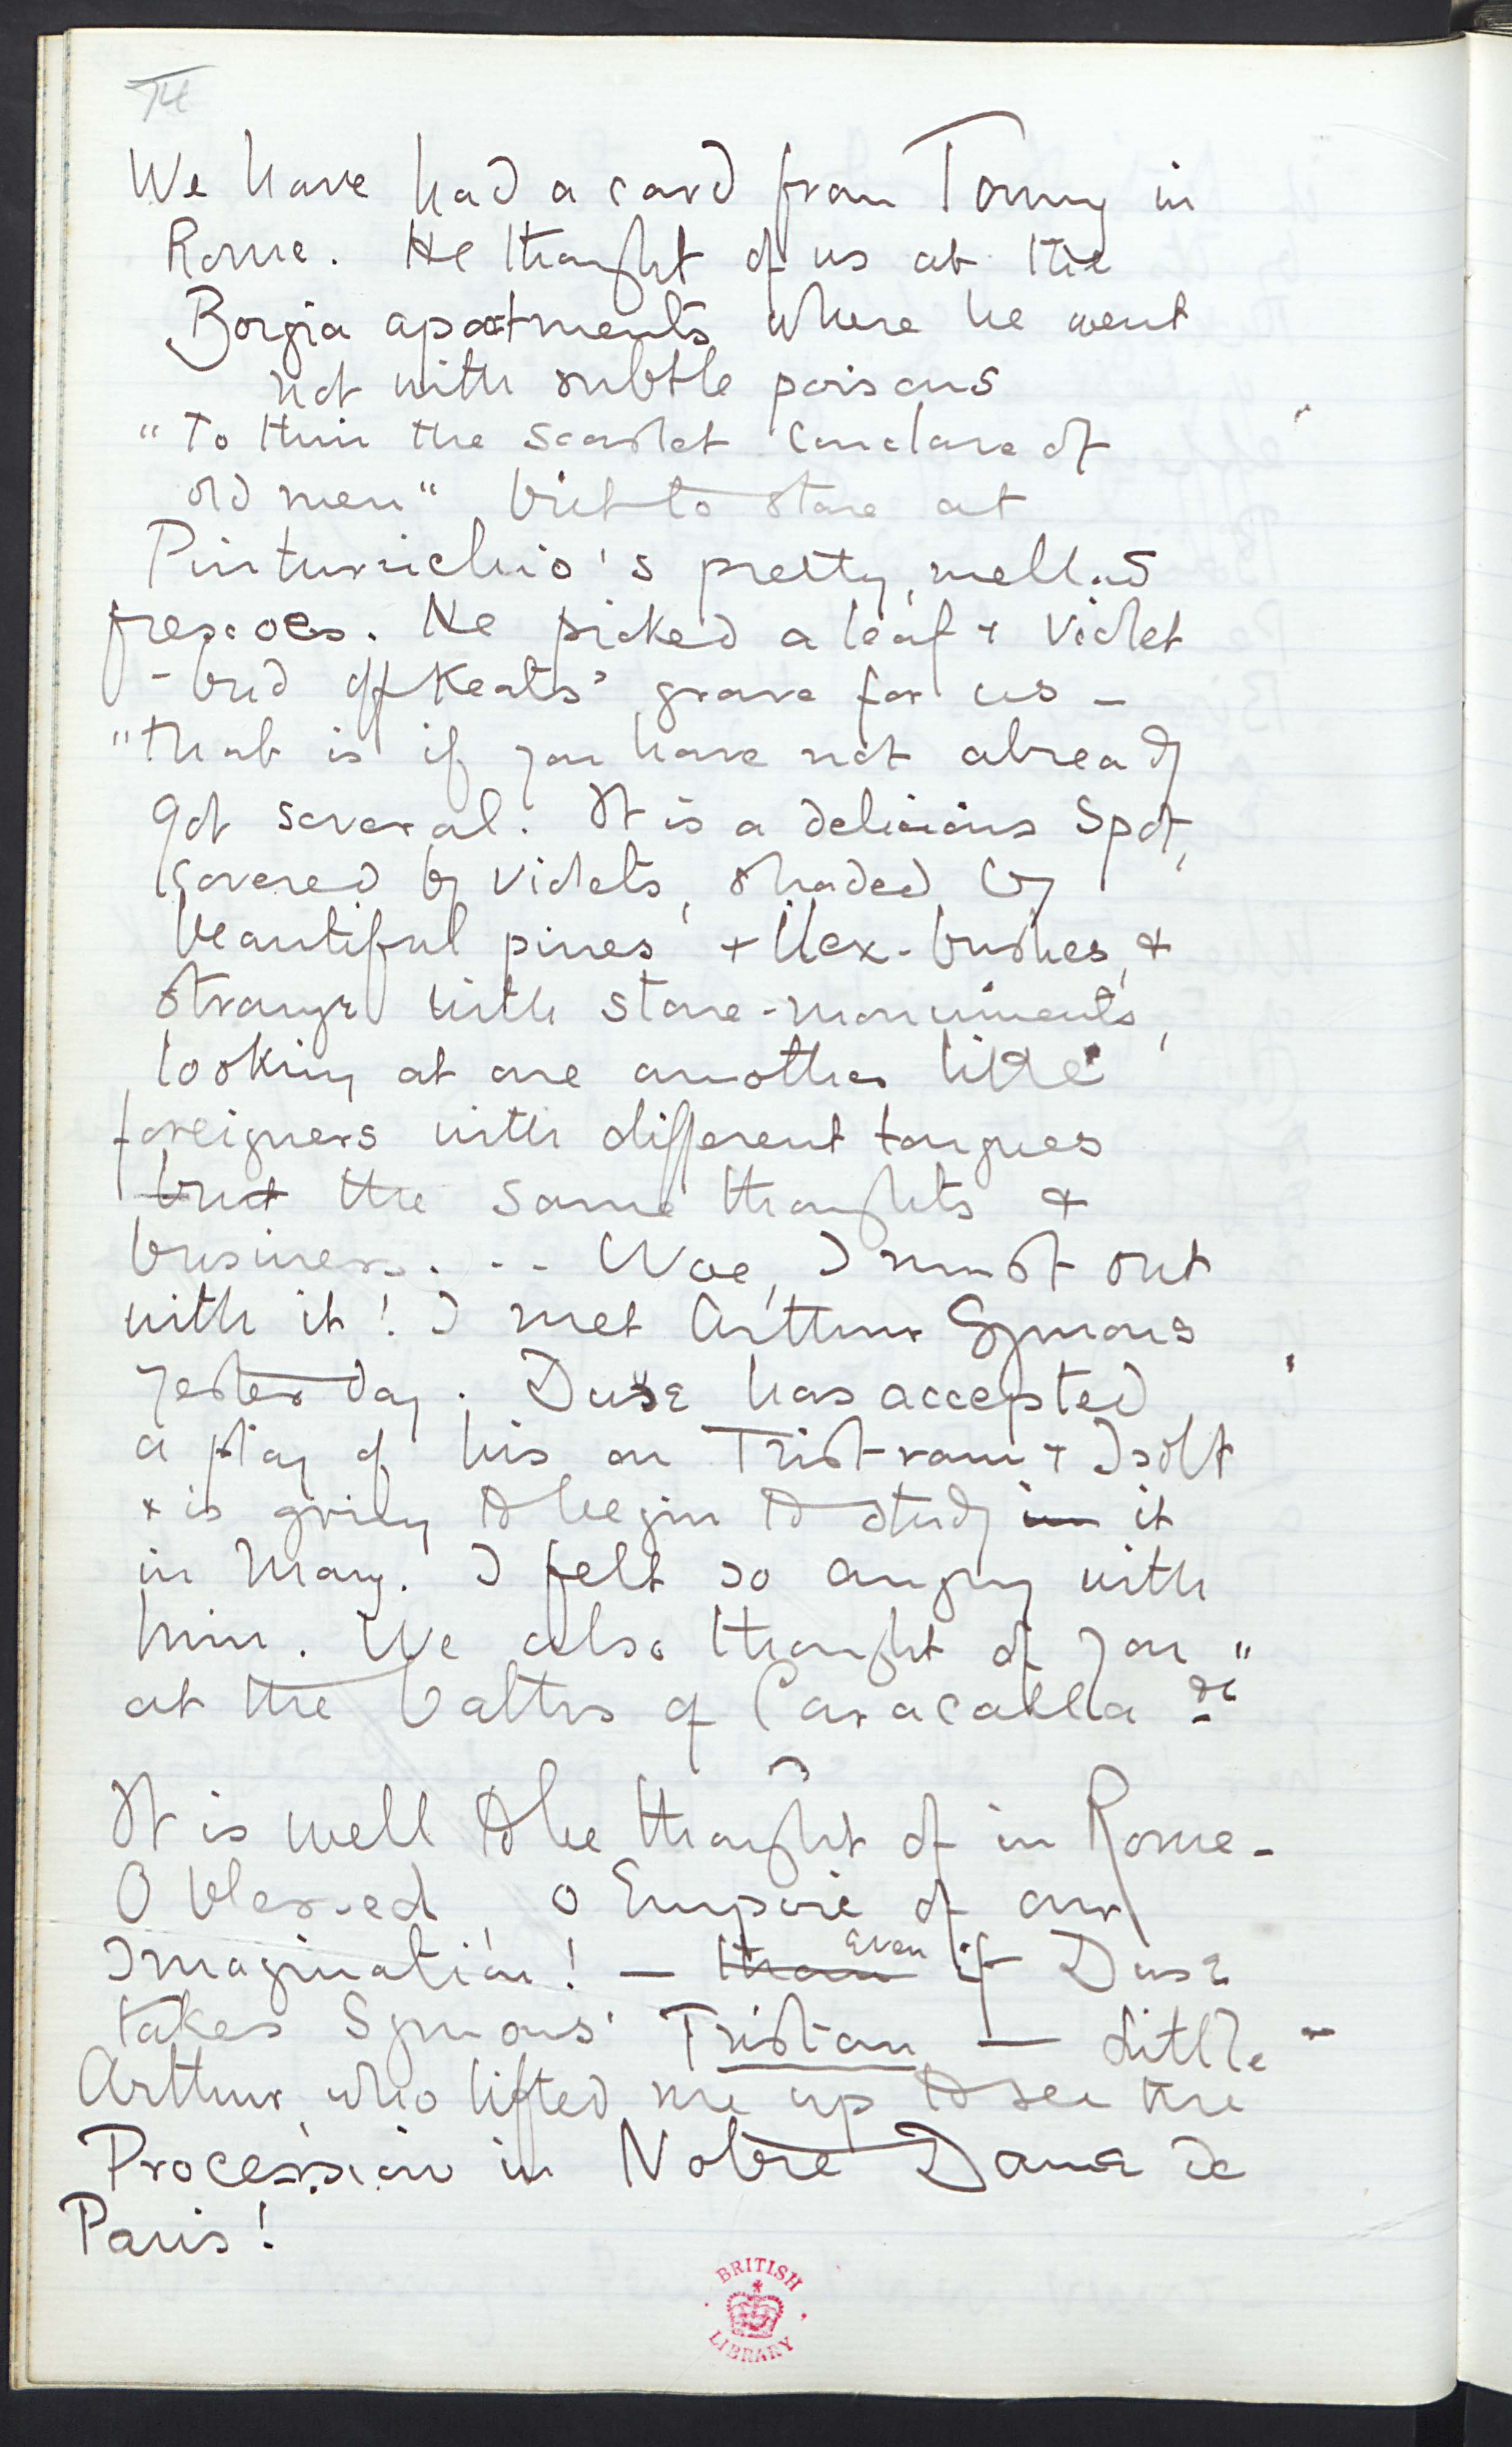 74
We have had a card from Tommy in
Rome. He thought of us at the
Borgia apartments where he went
not with subtle poisons
"To thin the scarlet conclave of
old men" but to stare at
Pinturrichio's pretty, mellow
frescoes. He picked a leaf + violet
-bud off Keats' grave for us -
"that is if you have not already
got several. It is a delicious spot,
covered by violets, shaded by
beautiful pines + ilex-bushes, +
strange with stone-monuments,
looking at one another like
foreigners with different tongues
but the same thoughts +
business. . . . Woe, I must out
with it! I met Arthur Symons
yesterday. Duse has accepted
a play of his on Tristram + Isolt
+ is going to begin to study in it
in May. I felt so angry with
him. We also thought of you
at the baths of Caracalla &c"
It is well to be thought of in Rome -
O blessed, o Empire of our
Imagination! — Even if Duse
takes Symons' Tristan — Little
Arthur, who lifted me up to see the
Procession in Notre Dame de
Paris!
BRITISH
LIBRARY